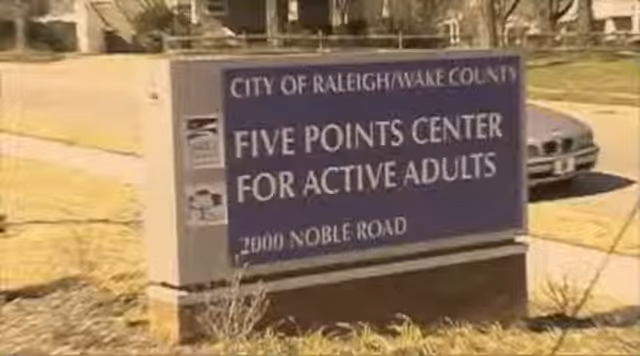 CITY OF RALEIGH/WAKE COUNTY
FIVE POINTS CENTER
FOR ACTIVE ADULTS
2000 NOBLE ROAD